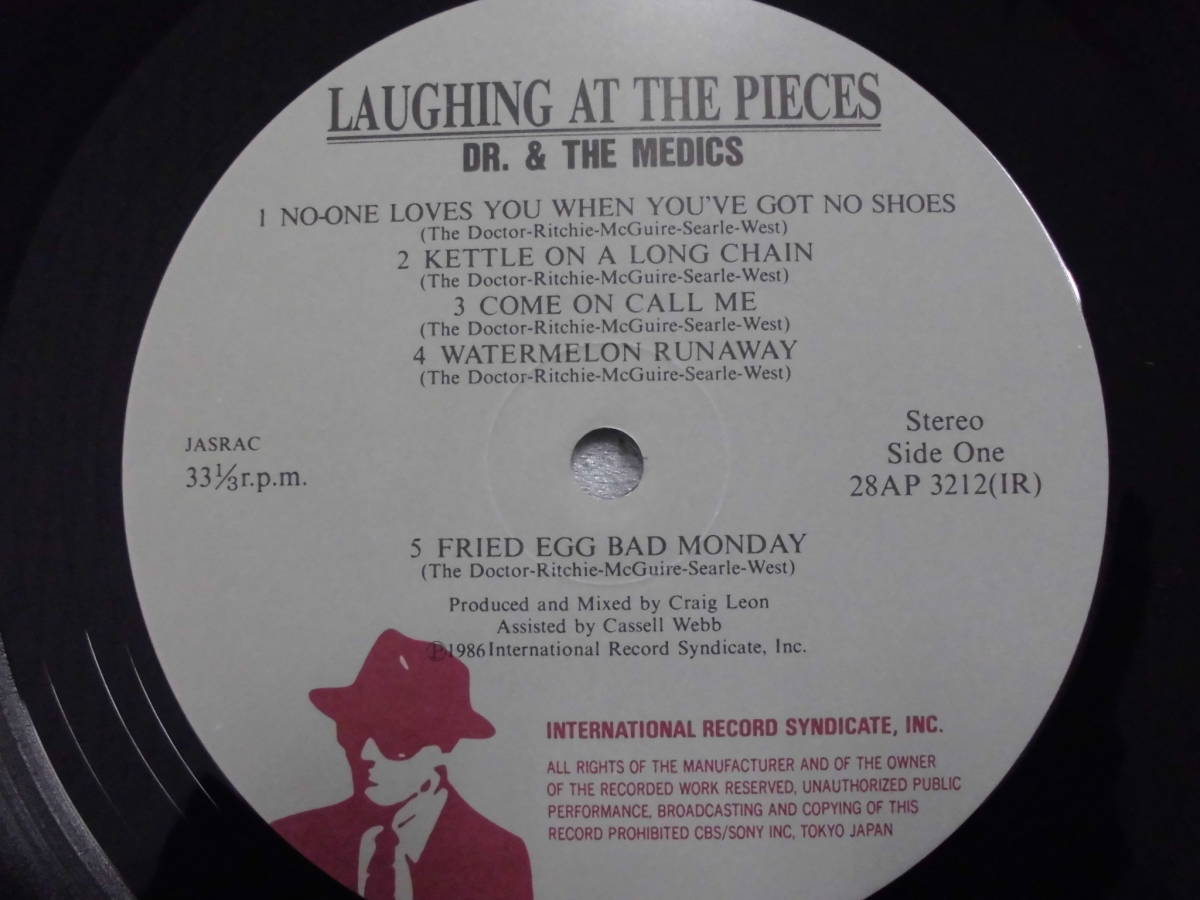 LAUGHING AT THE PIECES
DR. & THE MEDICS
1 NO-ONE LOVES YOU WHEN YOU'VE GOT NO SHOES
(The Doctor-Ritchie-McGuire-Searle-West)
2 KETTLE ON A LONG CHAIN
(The Doctor-Ritchie-McGuire-Searle-West)
3 COME ON CALL ME
(The Doctor-Ritchie-McGuire-Searle-West)
4 WATERMELON RUNAWAY
(The Doctor-Ritchie-McGuire-Searle-West)
JASRAC
33⅓r.p.m.
Stereo
Side One
28AP 3212(IR)
5 FRIED EGG BAD MONDAY
(The Doctor-Ritchie-McGuire-Searle-West)
Produced and Mixed by Craig Leon
Assisted by Cassell Webb
℗1986 International Record Syndicate, Inc.
INTERNATIONAL RECORD SYNDICATE, INC.
ALL RIGHTS OF THE MANUFACTURER AND OF THE OWNER
OF THE RECORDED WORK RESERVED, UNAUTHORIZED PUBLIC
PERFORMANCE, BROADCASTING AND COPYING OF THIS
RECORD PROHIBITED CBS/SONY INC, TOKYO JAPAN